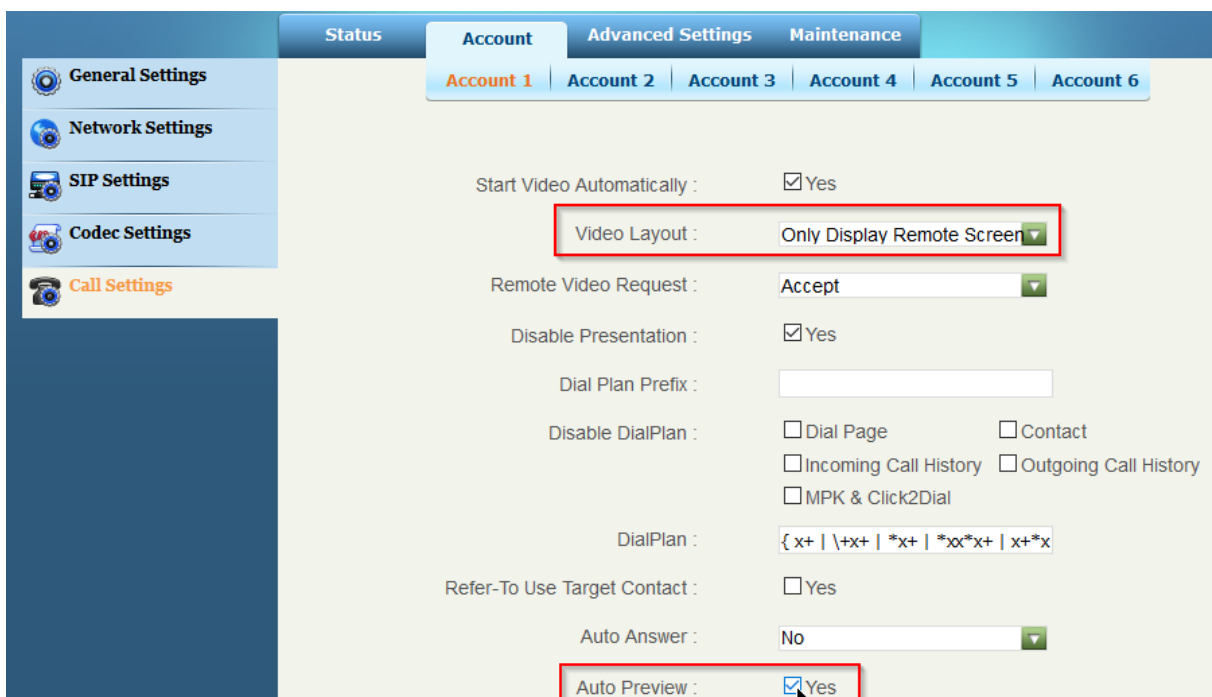 Status Account Advanced Settings Maintenance
General Settings
Account 1 Account 2 Account 3 Account 4 Account 5 Account 6
Network Settings
SIP Settings
Codec Settings
Call Settings
Start Video Automatically : Yes
Video Layout : Only Display Remote Screen
Remote Video Request : Accept
Disable Presentation : Yes
Dial Plan Prefix :
Disable DialPlan : Dial Page Contact
Incoming Call History Outgoing Call History
MPK & Click2Dial
DialPlan : { x+ | \+x+ | *x+ | *xx*x+ | x+*x
Refer-To Use Target Contact : Yes
Auto Answer : No
Auto Preview : Yes